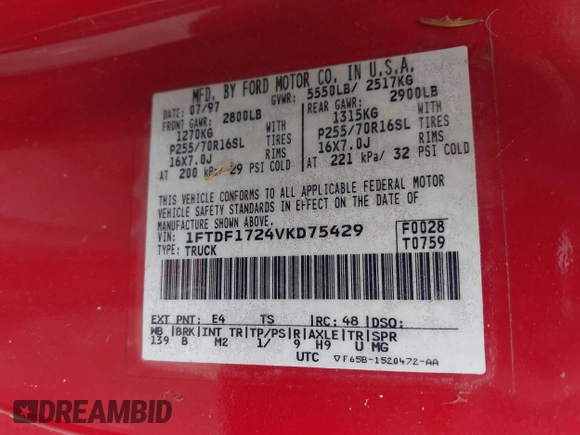 MFD. BY FORD MOTOR CO. IN U.S.A.
DATE: 07/97 GVWR: 5550LB/ 2517KG
FRONT GAWR: 2800LB REAR GAWR: 2900LB
1270KG 1315KG
P255/70R16SL TIRES P255/70R16SL TIRES
16X7.0J RIMS 16X7.0J RIMS
AT 200 kPa/ 29 PSI COLD AT 221 kPa/ 32 PSI COLD
THIS VEHICLE CONFORMS TO ALL APPLICABLE FEDERAL MOTOR
VEHICLE SAFETY STANDARDS IN EFFECT ON THE DATE OF
MANUFACTURE SHOWN ABOVE.
VIN: 1FTDF1724VKD75429 F0028
TYPE: TRUCK T0759
EXT PNT: E4 TS RC: 48 DSO:
WB BRK INT TR TP/PS R AXLE TR SPR
139 B M2 1/ 9 H9 U MG
UTC ▽F65B-1520472-AA
DREAMBID